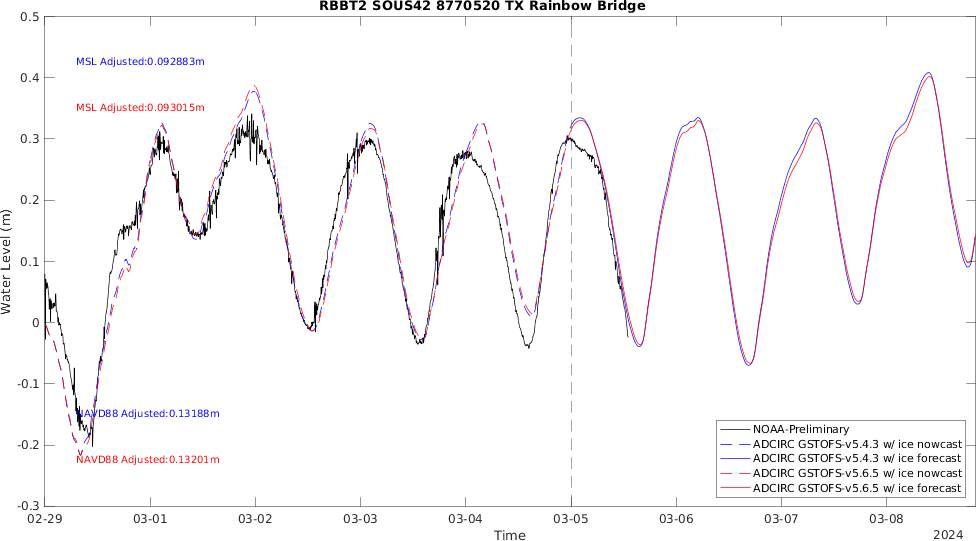 RBBT2 SOUS42 8770520 TX Rainbow Bridge
0.5
MSL Adjusted:0.092883m
0.4
MSL Adjusted:0.093015m
0.3
0.2
Water Level (m)
0.1
0
-0.1
NAVD88 Adjusted:0.13188m
-0.2
NAVD88 Adjusted:0.13201m
-0.3
NOAA-Preliminary
ADCIRC GSTOFS-v5.4.3 w/ ice nowcast
ADCIRC GSTOFS-v5.4.3 w/ ice forecast
ADCIRC GSTOFS-v5.6.5 w/ ice nowcast
ADCIRC GSTOFS-v5.6.5 w/ ice forecast
02-29 03-01 03-02 03-03 03-04 03-05 03-06 03-07 03-08
Time
2024